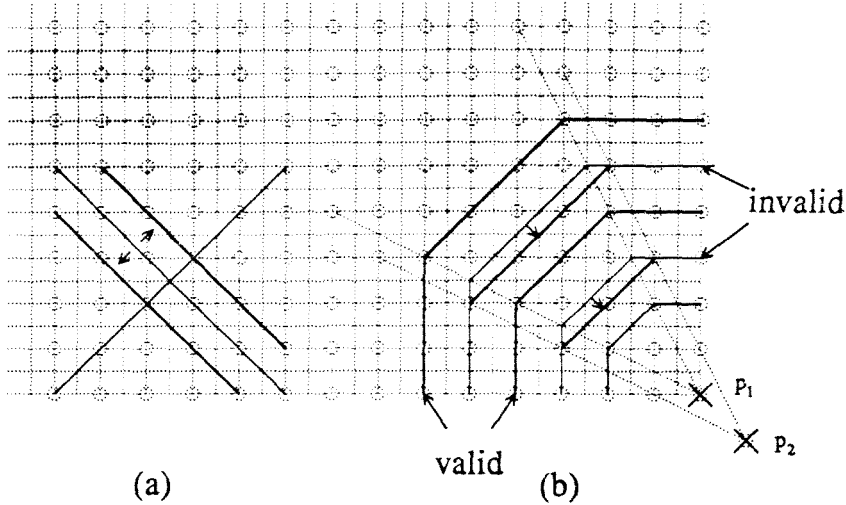 invalid
p₁
p₂
valid
(a)
(b)